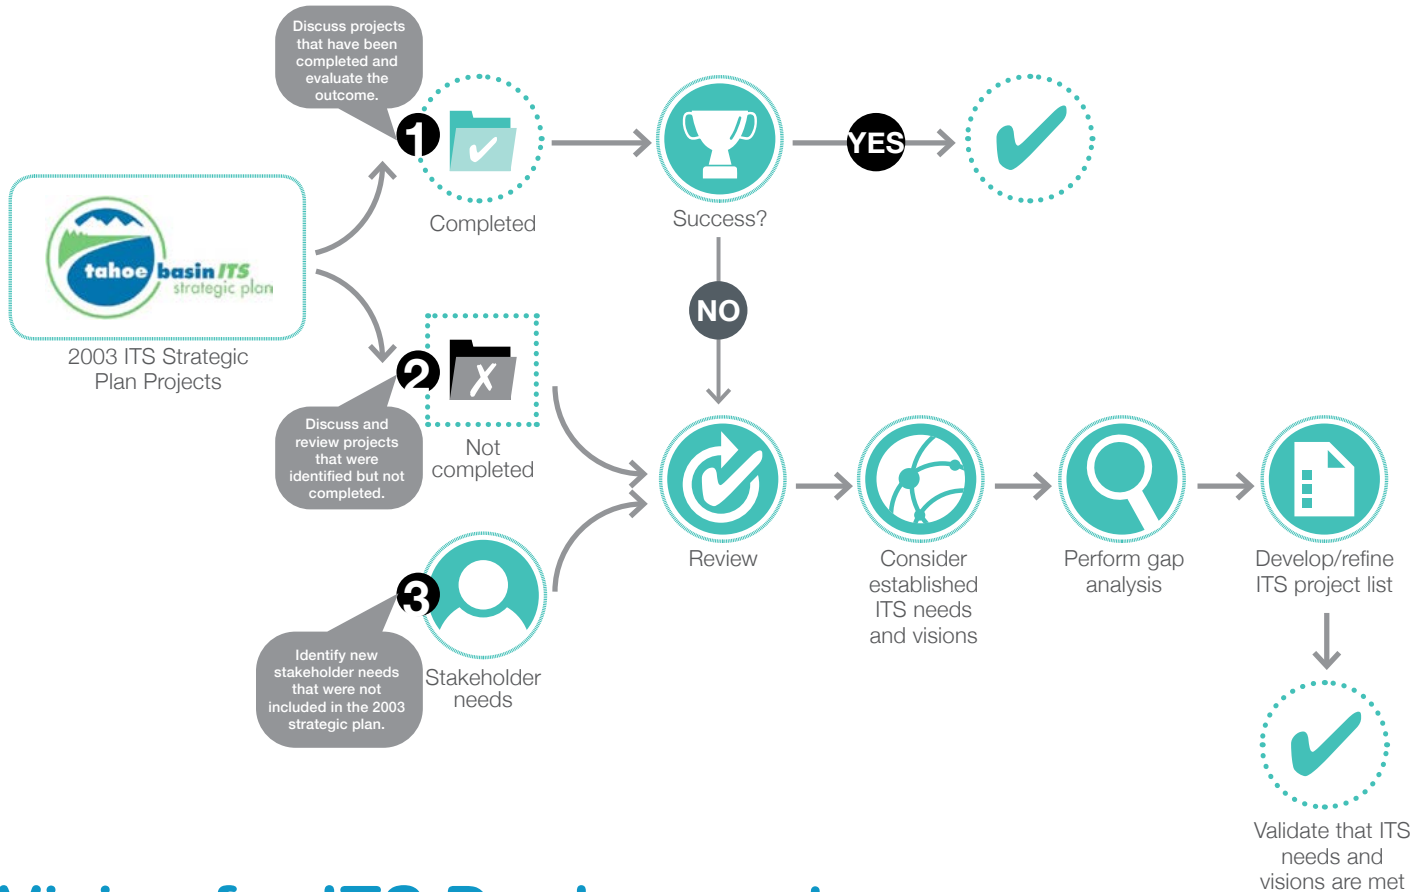 Discuss projects
that have been
completed and
evaluate the
outcome.
1
Completed
Success?
YES
tahoe basin ITS
strategic plan
2003 ITS Strategic
Plan Projects
NO
2
Not
completed
Discuss and
review projects
that were
identified but not
completed.
3
Stakeholder
needs
Identify new
stakeholder needs
that were not
included in the 2003
strategic plan.
Review
Consider
established
ITS needs
and visions
Perform gap
analysis
Develop/refine
ITS project list
Validate that ITS
needs and
visions are met